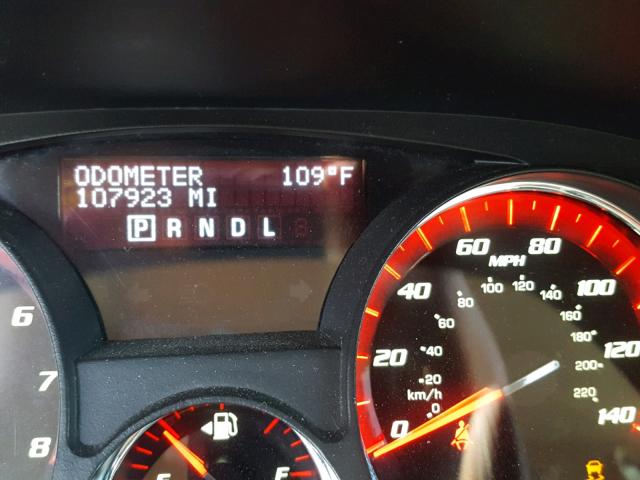 ODOMETER 109°F
107923 MI
P R N D L
60 80
MPH
40 100
80 100 120 140
60 160
20 120
40 180
20 200
km/h 220
0 0 140
6
7
8
E F